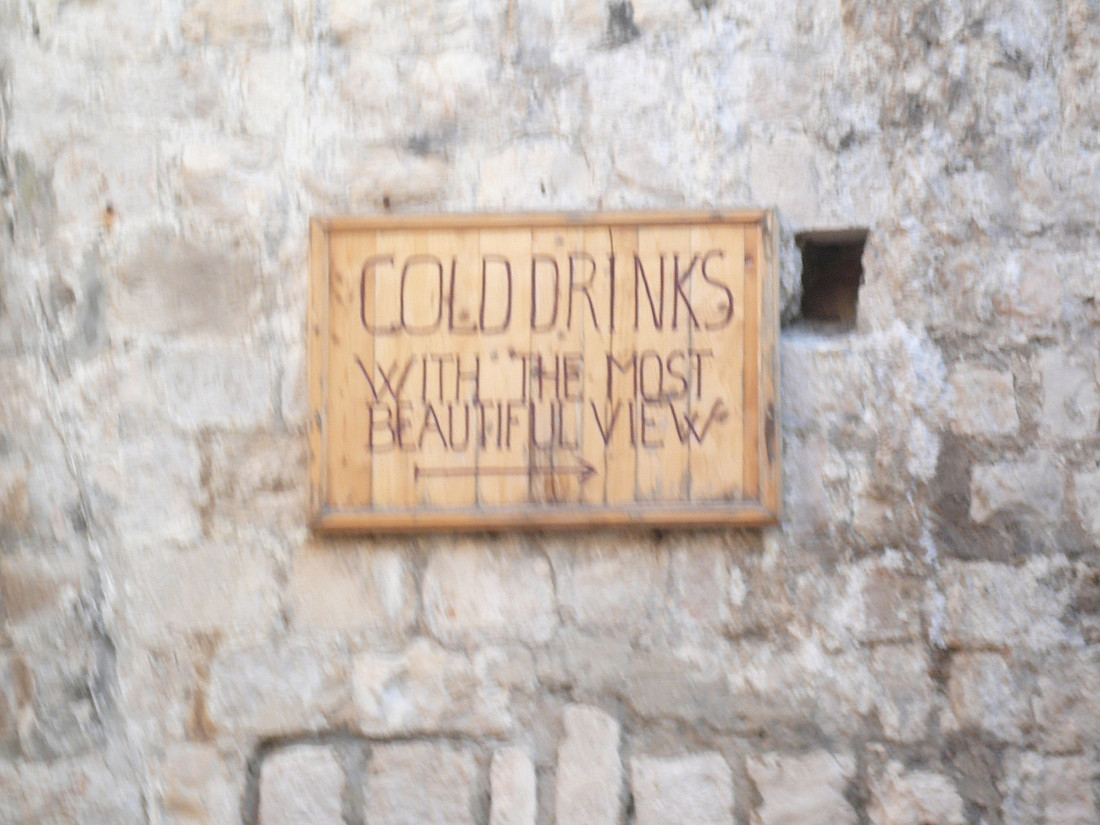 COLD DRINKS
WITH THE MOST
BEAUTIFUL VIEW